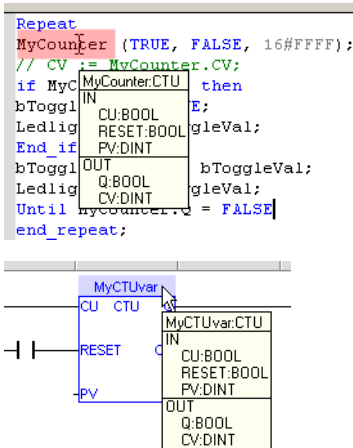 Repeat
MyCounter (TRUE, FALSE, 16#FFFF);
// CV := MyCounter.CV;
if MyC then
MyCounter:CTU
IN
CU:BOOL
RESET:BOOL
PV:DINT
OUT
Q:BOOL
CV:DINT
bToggl E;
Ledlig gleVal;
End_if
bToggl bToggleVal;
Ledlig gleVal;
Until MyCounter.Q = FALSE
end_repeat;
MyCTUvar
CU CTU
RESET
PV
MyCTUvar:CTU
IN
CU:BOOL
RESET:BOOL
PV:DINT
OUT
Q:BOOL
CV:DINT